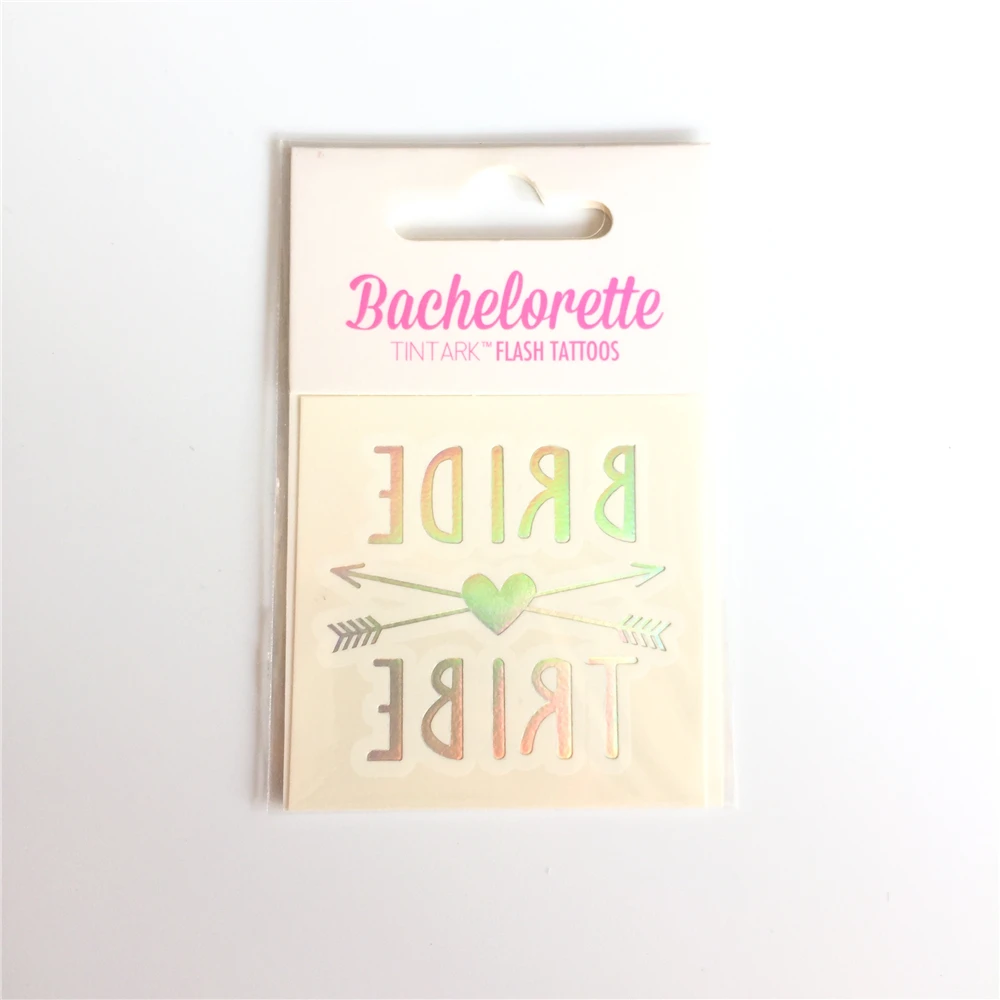 Bachelorette
TINTARK™ FLASH TATTOOS
BRIDE
TRIBE